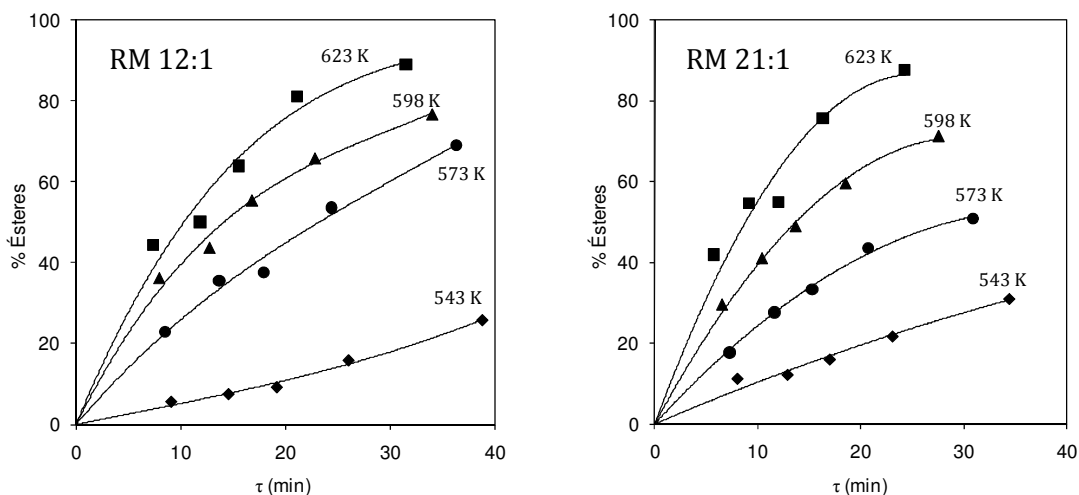 RM 12:1
% Ésteres
100
80
60
40
20
0
623 K
598 K
573 K
543 K
0 10 20 30 40
τ (min)
RM 21:1
% Ésteres
100
80
60
40
20
0
623 K
598 K
573 K
543 K
0 10 20 30 40
τ (min)